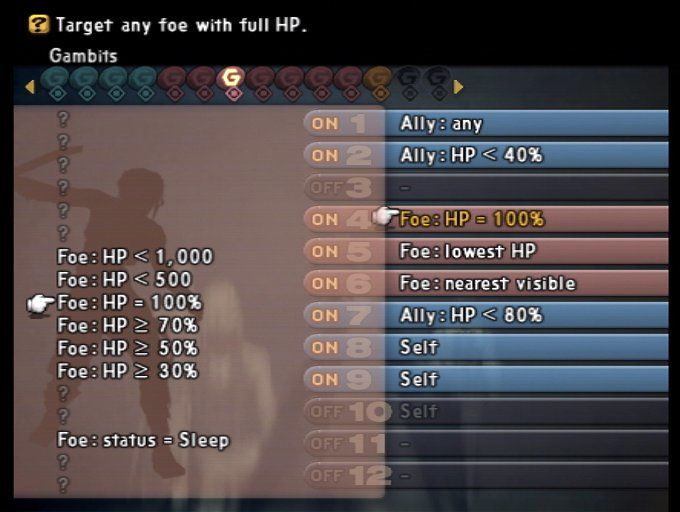 ? Target any foe with full HP.
Gambits
G G G G G G G G G G G G G
?
?
?
?
?
?
Foe: HP < 1,000
Foe: HP < 500
Foe: HP = 100%
Foe: HP ≥ 70%
Foe: HP ≥ 50%
Foe: HP ≥ 30%
?
?
Foe: status = Sleep
?
?
ON 1 Ally: any
ON 2 Ally: HP < 40%
OFF 3 -
ON 4 Foe: HP = 100%
ON 5 Foe: lowest HP
ON 6 Foe: nearest visible
ON 7 Ally: HP < 80%
ON 8 Self
ON 9 Self
OFF 10 Self
OFF 11 -
OFF 12 -